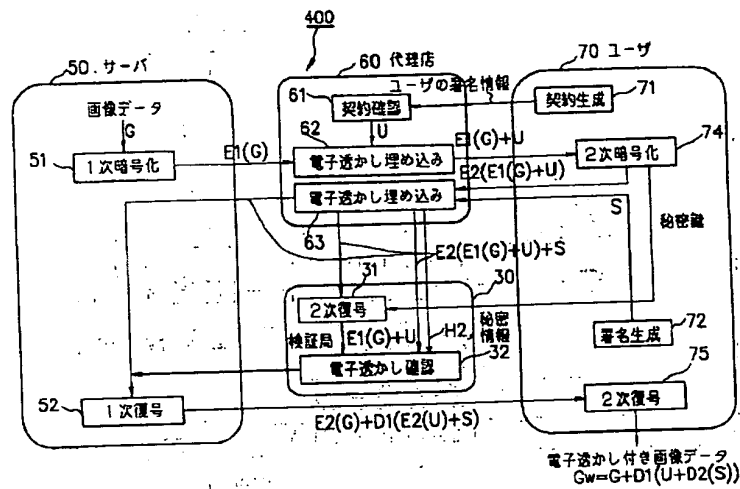 400
50. サーバ
60 代理店
70 ユーザ
画像データ
G
51
1次暗号化
E1(G)
ユーザの署名情報
61
契約確認
契約生成
71
U
62
電子透かし埋め込み
E1(G)+U
2次暗号化
74
E2(E1(G)+U)
電子透かし埋め込み
63
S
秘密鍵
E2(E1(G)+U)+S
31
30
2次復号
検証局
E1(G)+U
H2,
秘密
情報
32
電子透かし確認
署名生成
72
75
52
1次復号
2次復号
E2(G)+D1(E2(U)+S)
電子透かし付き画像データ
Gw=G+D1(U+D2(S))